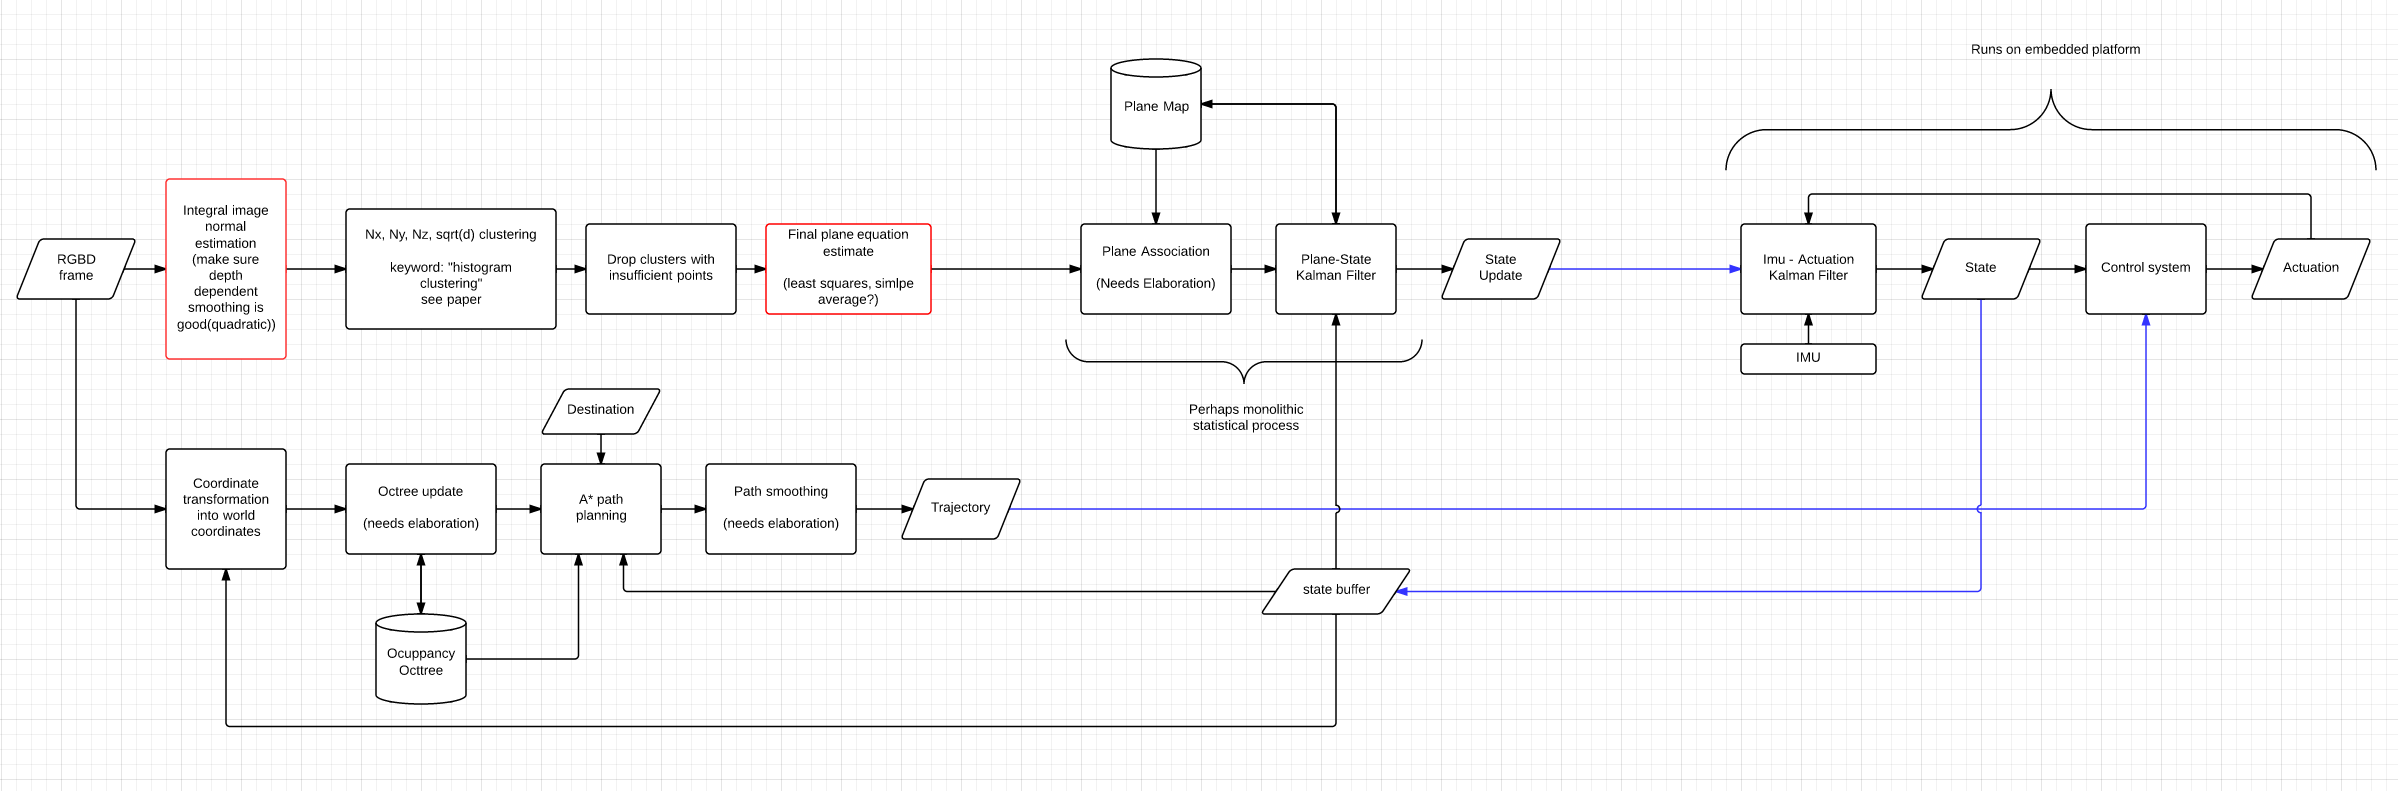 Runs on embedded platform
Plane Map
RGBD
frame
Integral image
normal
estimation
(make sure
depth
dependent
smoothing is
good(quadratic))
Nx, Ny, Nz, sqrt(d) clustering
keyword: "histogram
clustering"
see paper
Drop clusters with
insufficient points
Final plane equation
estimate
(least squares, simlpe
average?)
Plane Association
(Needs Elaboration)
Plane-State
Kalman Filter
State
Update
Imu - Actuation
Kalman Filter
State
Control system
Actuation
IMU
Perhaps monolithic
statistical process
Destination
Coordinate
transformation
into world
coordinates
Octree update
(needs elaboration)
A* path
planning
Path smoothing
(needs elaboration)
Trajectory
state buffer
Ocuppancy
Octtree